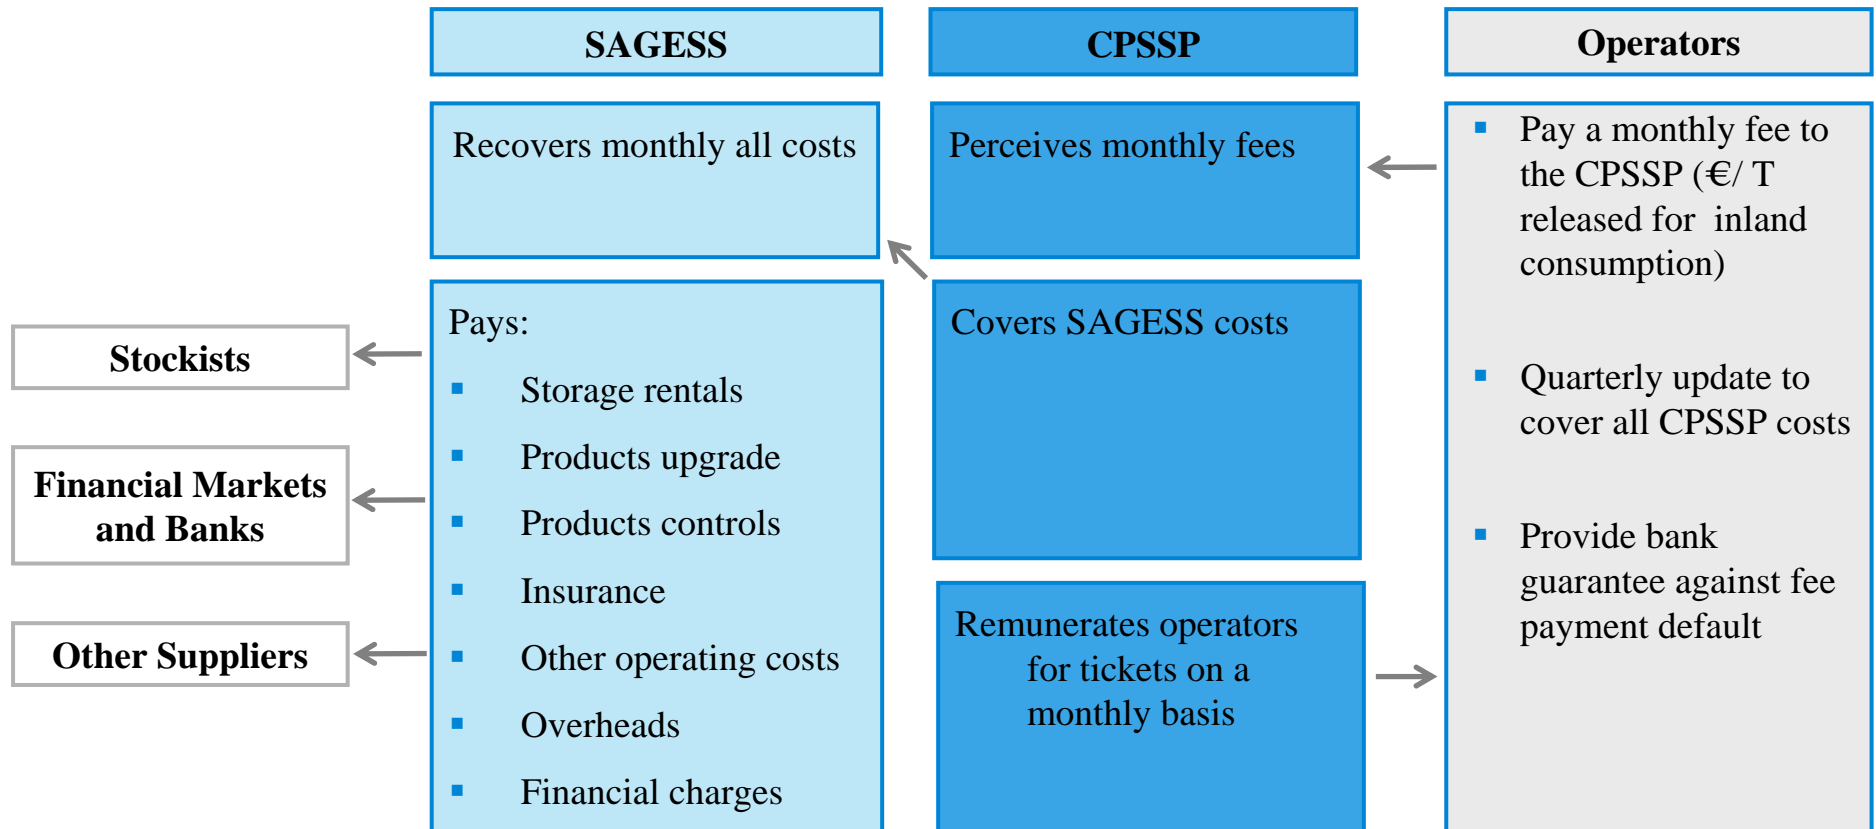 SAGESS
CPSSP
Operators
Recovers monthly all costs
Perceives monthly fees
▪ Pay a monthly fee to
the CPSSP (€/ T
released for inland
consumption)
▪ Quarterly update to
cover all CPSSP costs
▪ Provide bank
guarantee against fee
payment default
Stockists
Financial Markets
and Banks
Other Suppliers
Pays:
▪ Storage rentals
▪ Products upgrade
▪ Products controls
▪ Insurance
▪ Other operating costs
▪ Overheads
▪ Financial charges
Covers SAGESS costs
Remunerates operators
for tickets on a
monthly basis